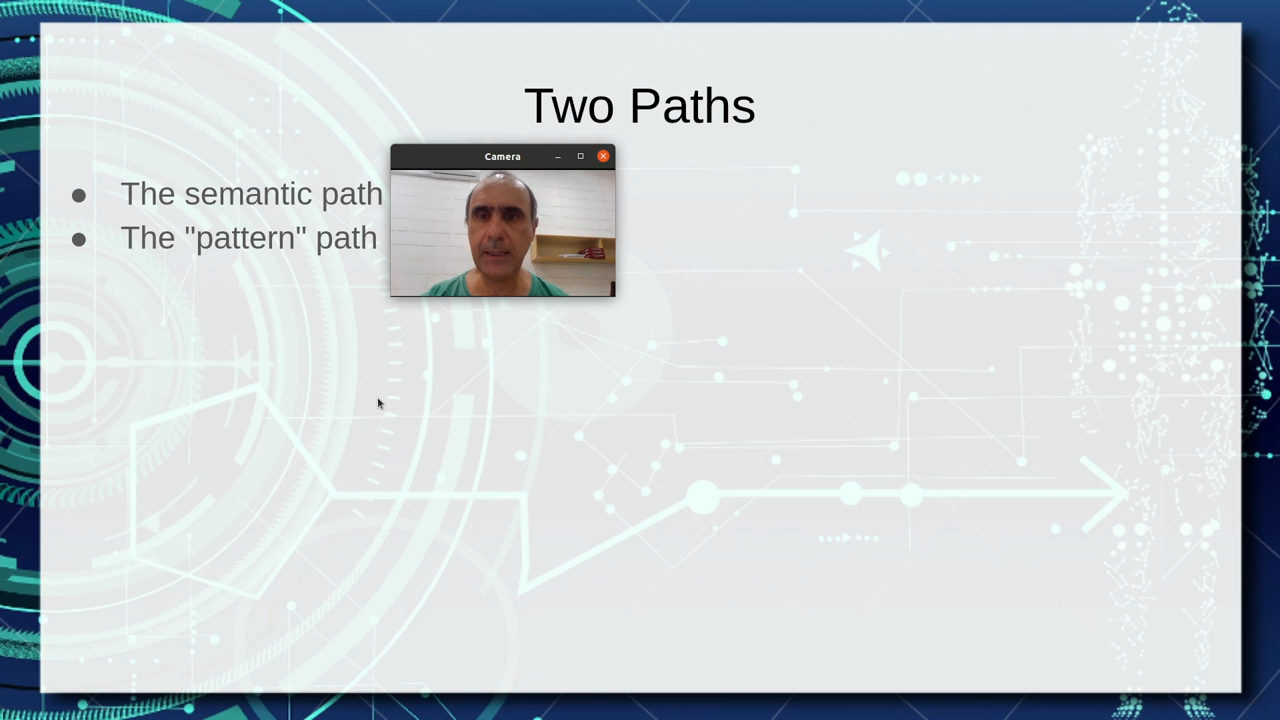 Two Paths
Camera
● The semantic path
● The "pattern" path